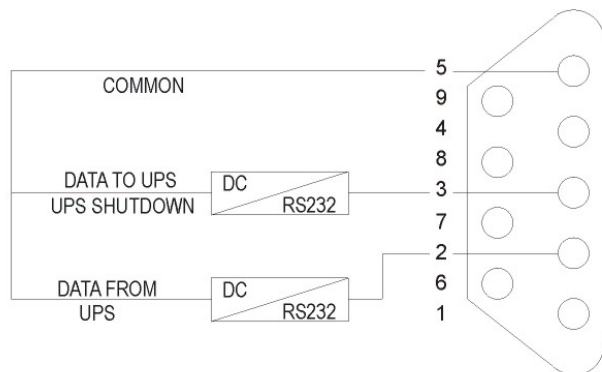 5
COMMON
9
4
8
DATA TO UPS
UPS SHUTDOWN
DC
RS232
3
7
2
DATA FROM
UPS
DC
RS232
6
1